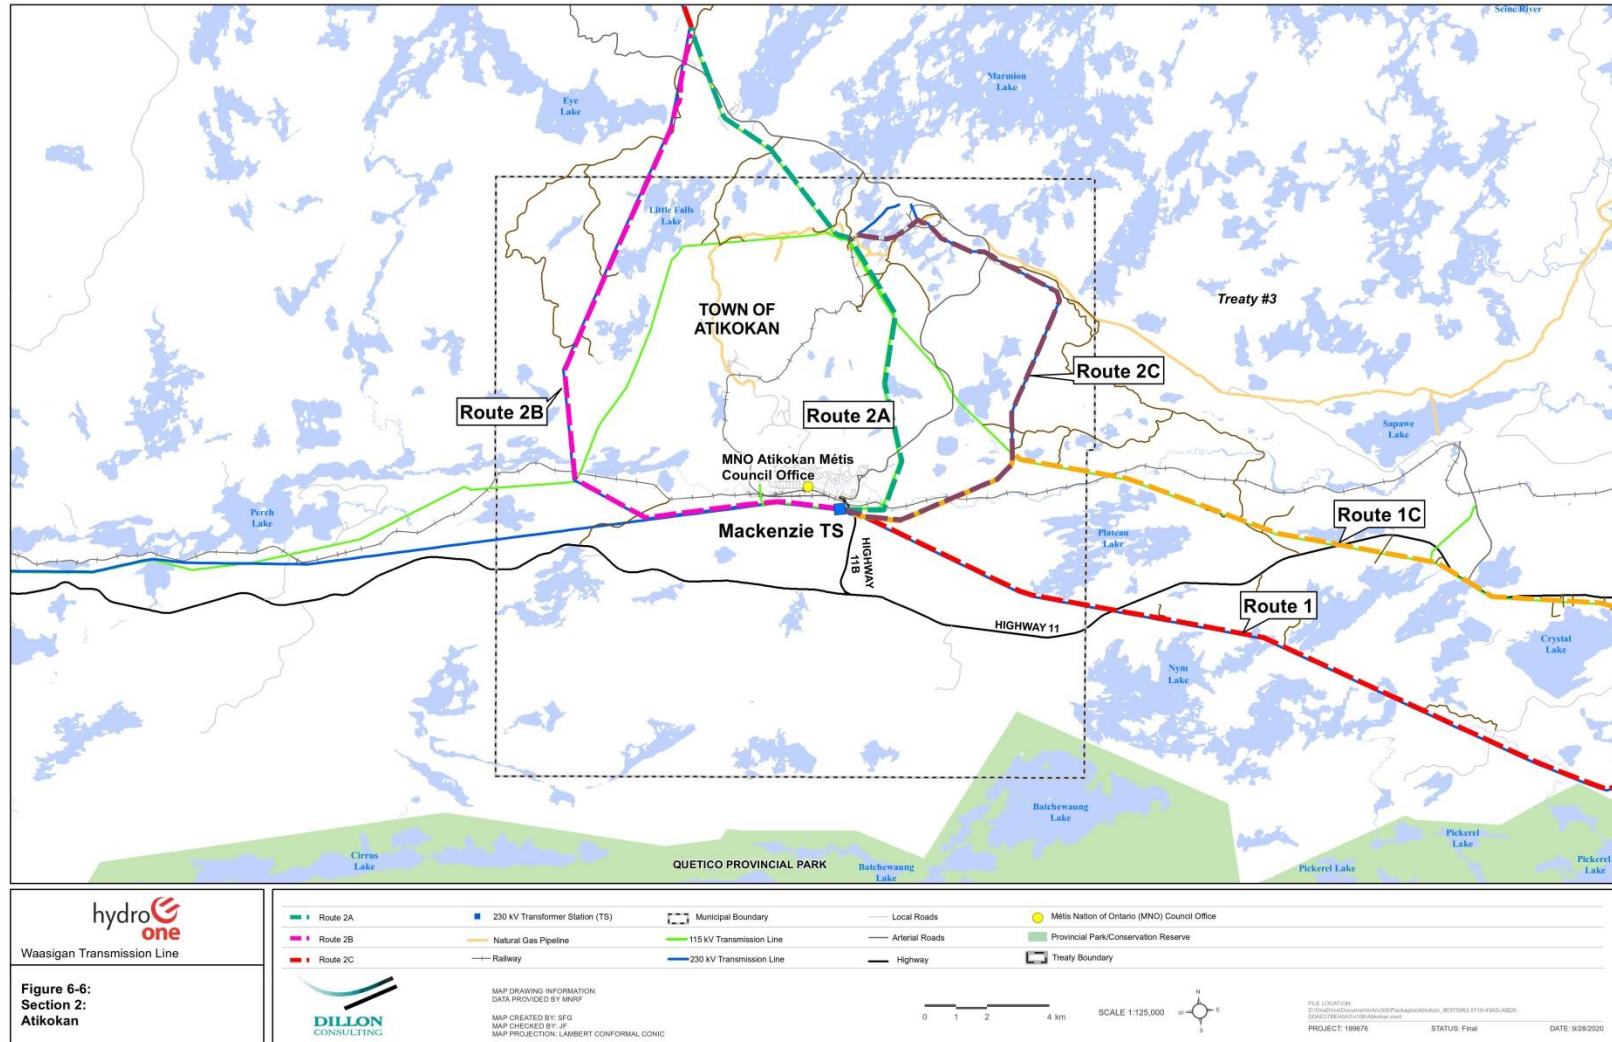 Seine River
Marmion
Lake
Eye
Lake
Little Falls
Lake
Treaty #3
TOWN OF
ATIKOKAN
Route 2C
Route 2B
Route 2A
Sapawe
Lake
MNO Atikokan Métis
Council Office
Perch
Lake
Route 1C
Mackenzie TS
Plateau
Lake
HIGHWAY
11B
Route 1
HIGHWAY 11
Crystal
Lake
Nym
Lake
Batchewaung
Lake
Cirrus
Lake
QUETICO PROVINCIAL PARK
Batchewaung
Lake
Pickerel Lake
Pickerel
Lake
Pickerel
Lake
hydro
one
Waasigan Transmission Line
Figure 6-6:
Section 2:
Atikokan
Route 2A
230 kV Transformer Station (TS)
Municipal Boundary
Local Roads
Métis Nation of Ontario (MNO) Council Office
Route 2B
Natural Gas Pipeline
115 kV Transmission Line
Arterial Roads
Provincial Park/Conservation Reserve
Route 2C
Railway
230 kV Transmission Line
Highway
Treaty Boundary
DILLON
CONSULTING
MAP DRAWING INFORMATION:
DATA PROVIDED BY MNRF
MAP CREATED BY: SFG
MAP CHECKED BY: JF
MAP PROJECTION: LAMBERT CONFORMAL CONIC
0 1 2 4 km
SCALE 1:125,000
N
W E
S
FILE LOCATION:
PROJECT: 199676 STATUS: Final DATE: 9/28/2020